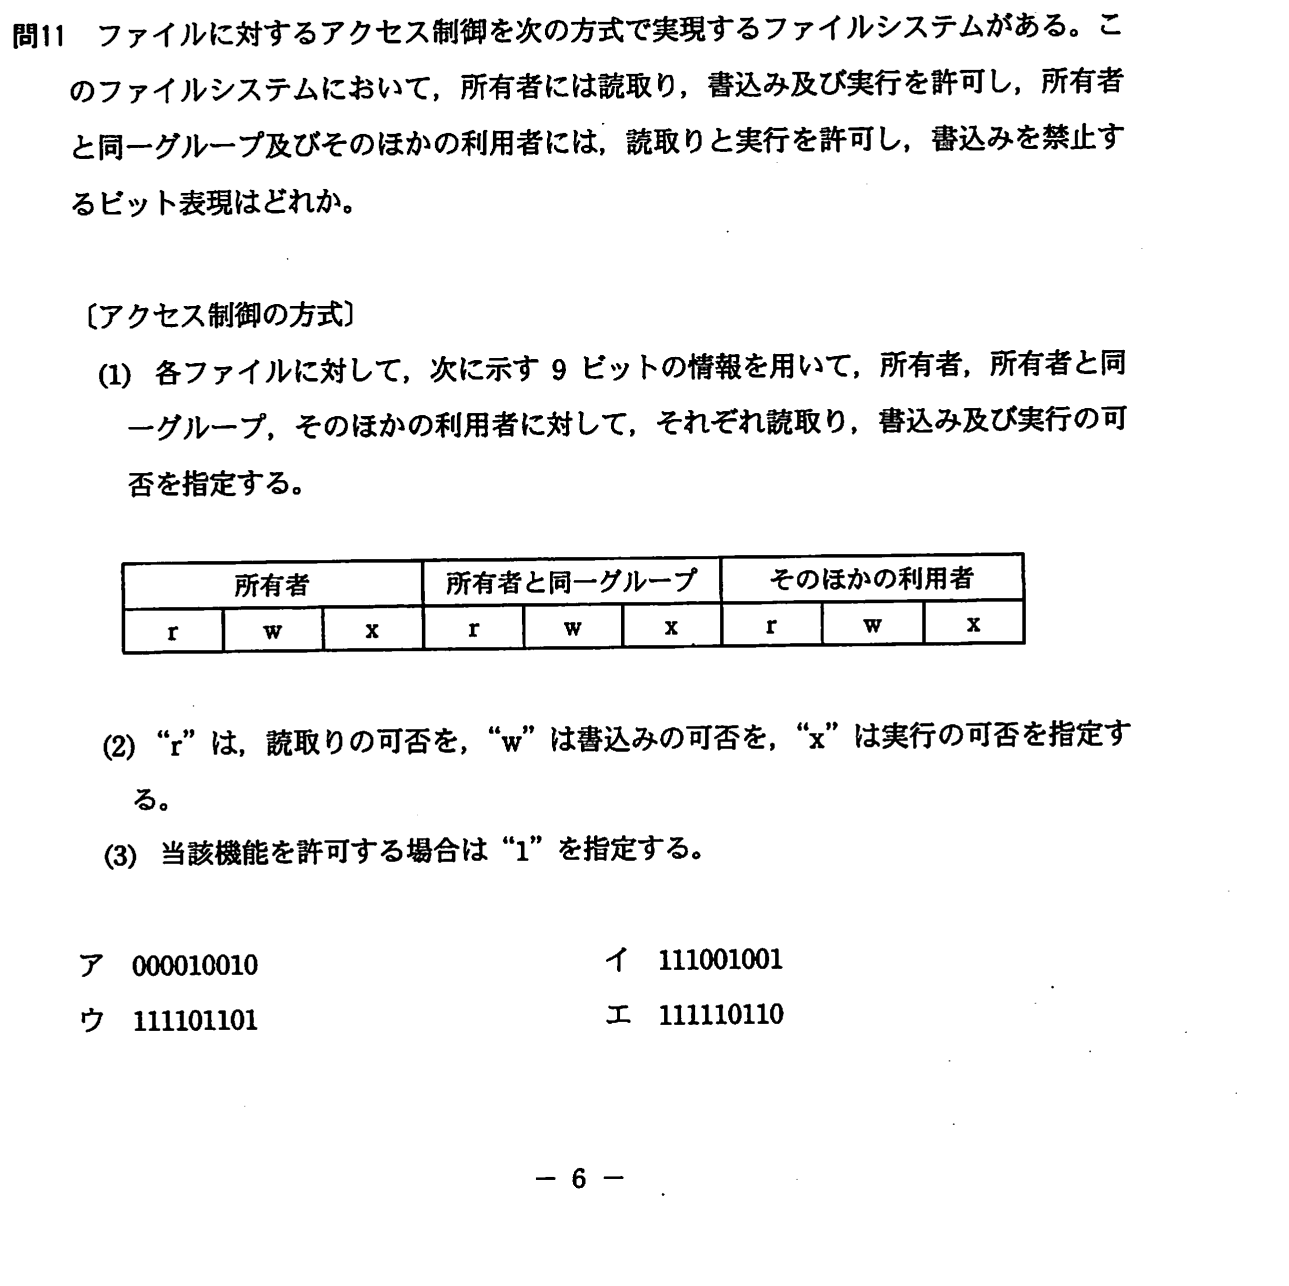 問11 ファイルに対するアクセス制御を次の方式で実現するファイルシステムがある。こ
のファイルシステムにおいて，所有者には読取り，書込み及び実行を許可し，所有者
と同一グループ及びそのほかの利用者には，読取りと実行を許可し，書込みを禁止す
るビット表現はどれか。
〔アクセス制御の方式〕
(1) 各ファイルに対して，次に示す 9 ビットの情報を用いて，所有者，所有者と同
一グループ，そのほかの利用者に対して，それぞれ読取り，書込み及び実行の可
否を指定する。
所有者 所有者と同一グループ そのほかの利用者
r w x r w x r w x
(2) “r” は，読取りの可否を，“w” は書込みの可否を，“x” は実行の可否を指定す
る。
(3) 当該機能を許可する場合は “1” を指定する。
ア 000010010 イ 111001001
ウ 111101101 エ 111110110
— 6 —